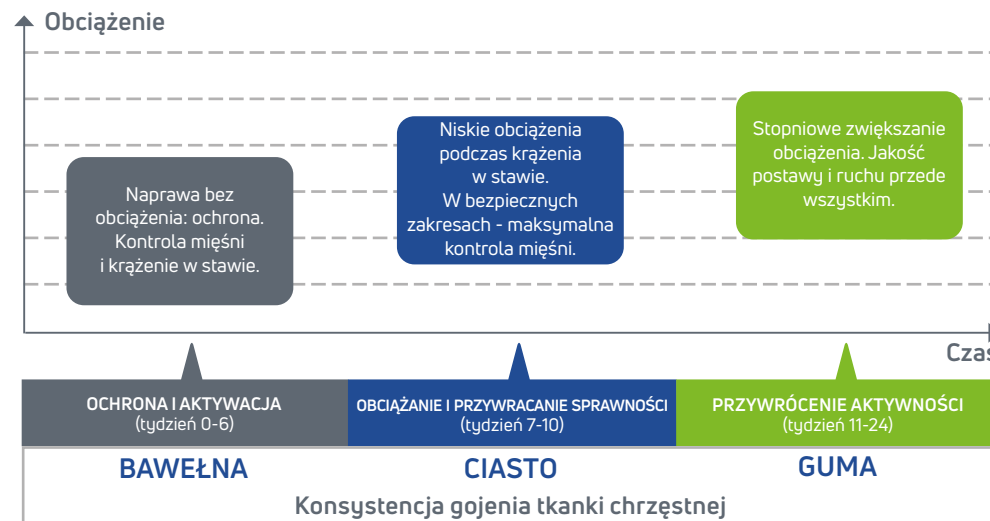 Obciążenie
Naprawa bez
obciążenia: ochrona.
Kontrola mięśni
i krążenie w stawie.
Niskie obciążenia
podczas krążenia
w stawie.
W bezpiecznych
zakresach - maksymalna
kontrola mięśni.
Stopniowe zwiększanie
obciążenia. Jakość
postawy i ruchu przede
wszystkim.
Czas
OCHRONA I AKTYWACJA
(tydzień 0-6)
OBCIĄŻANIE I PRZYWRACANIE SPRAWNOŚCI
(tydzień 7-10)
PRZYWRÓCENIE AKTYWNOŚCI
(tydzień 11-24)
BAWEŁNA
CIASTO
GUMA
Konsystencja gojenia tkanki chrzęstnej